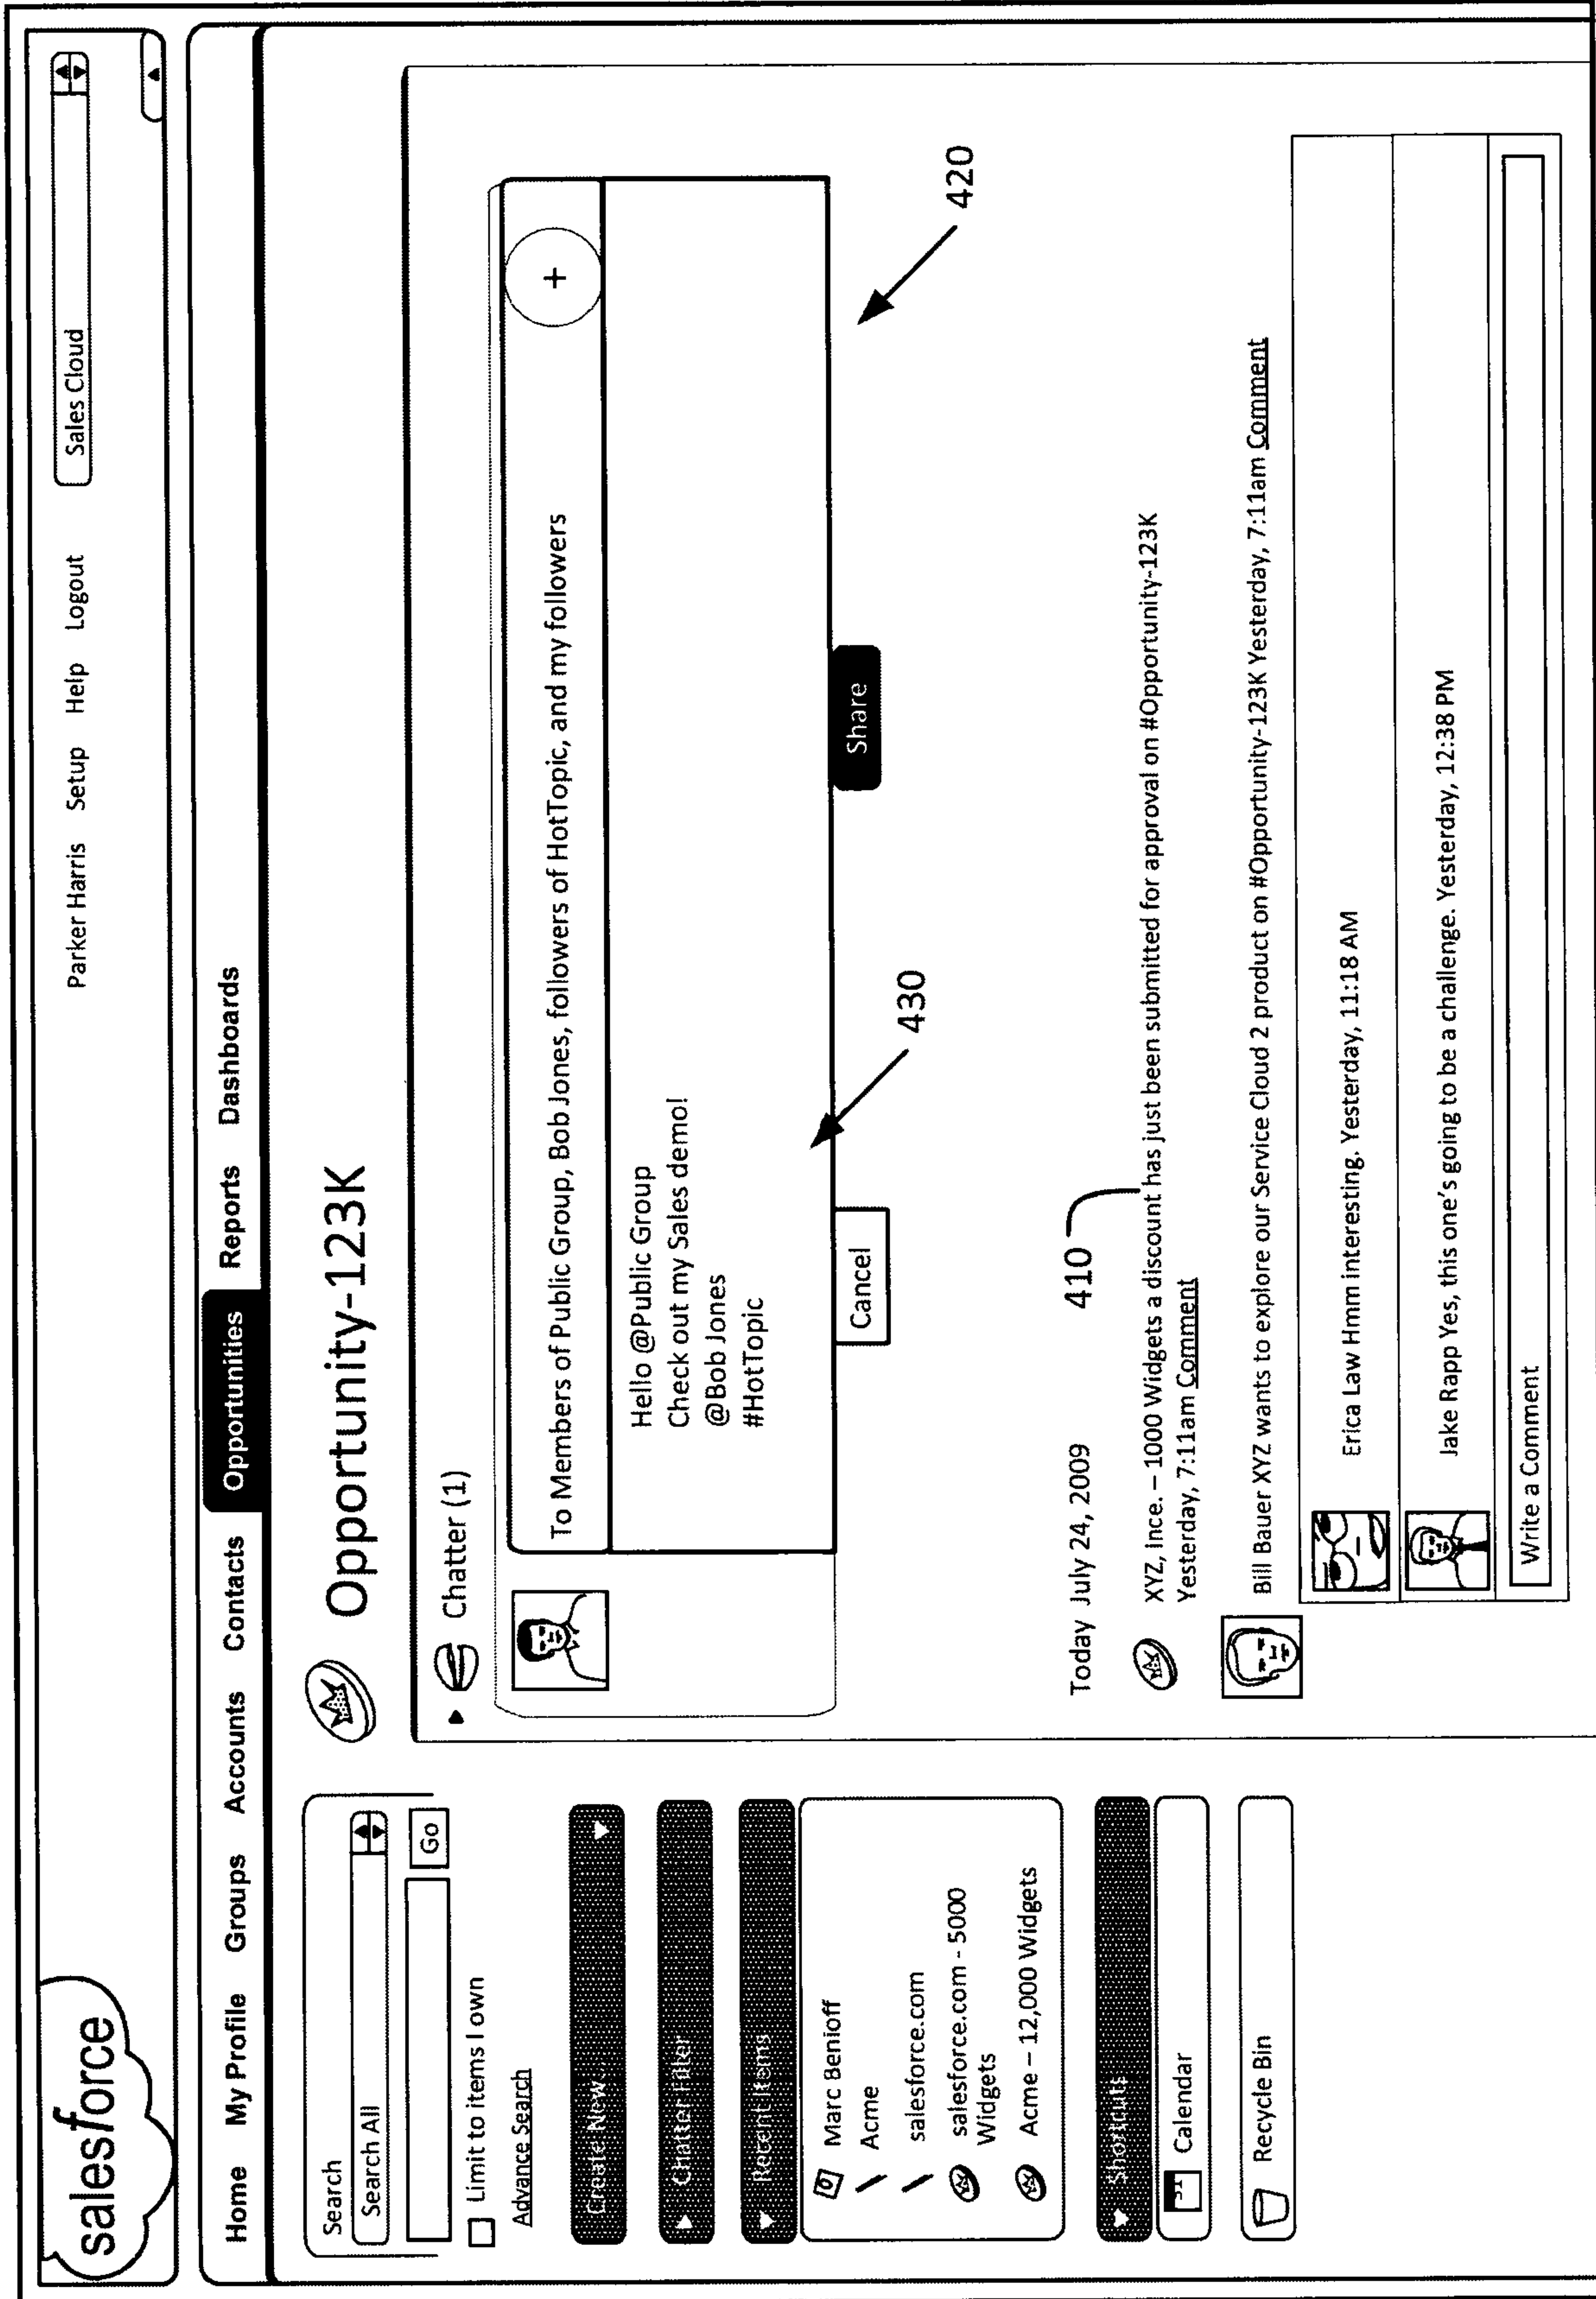 salesforce
Parker Harris Setup Help Logout Sales Cloud
Home My Profile Groups Accounts Contacts Opportunities Reports Dashboards
Search
Search All
Go
Limit to items I own
Advance Search
Create New...
Chatter Filter
Recent Items
Marc Benioff
Acme
salesforce.com
salesforce.com - 5000
Widgets
Acme – 12,000 Widgets
Shortcuts
31 Calendar
Recycle Bin
Opportunity-123K
Chatter (1)
To Members of Public Group, Bob Jones, followers of HotTopic, and my followers
+
Hello @Public Group
Check out my Sales demo!
@Bob Jones
#HotTopic
430
Cancel
Share
420
Today July 24, 2009
410
XYZ, Ince. – 1000 Widgets a discount has just been submitted for approval on #Opportunity-123K
Yesterday, 7:11am Comment
Bill Bauer XYZ wants to explore our Service Cloud 2 product on #Opportunity-123K Yesterday, 7:11am Comment
Erica Law Hmm interesting. Yesterday, 11:18 AM
Jake Rapp Yes, this one's going to be a challenge. Yesterday, 12:38 PM
Write a Comment